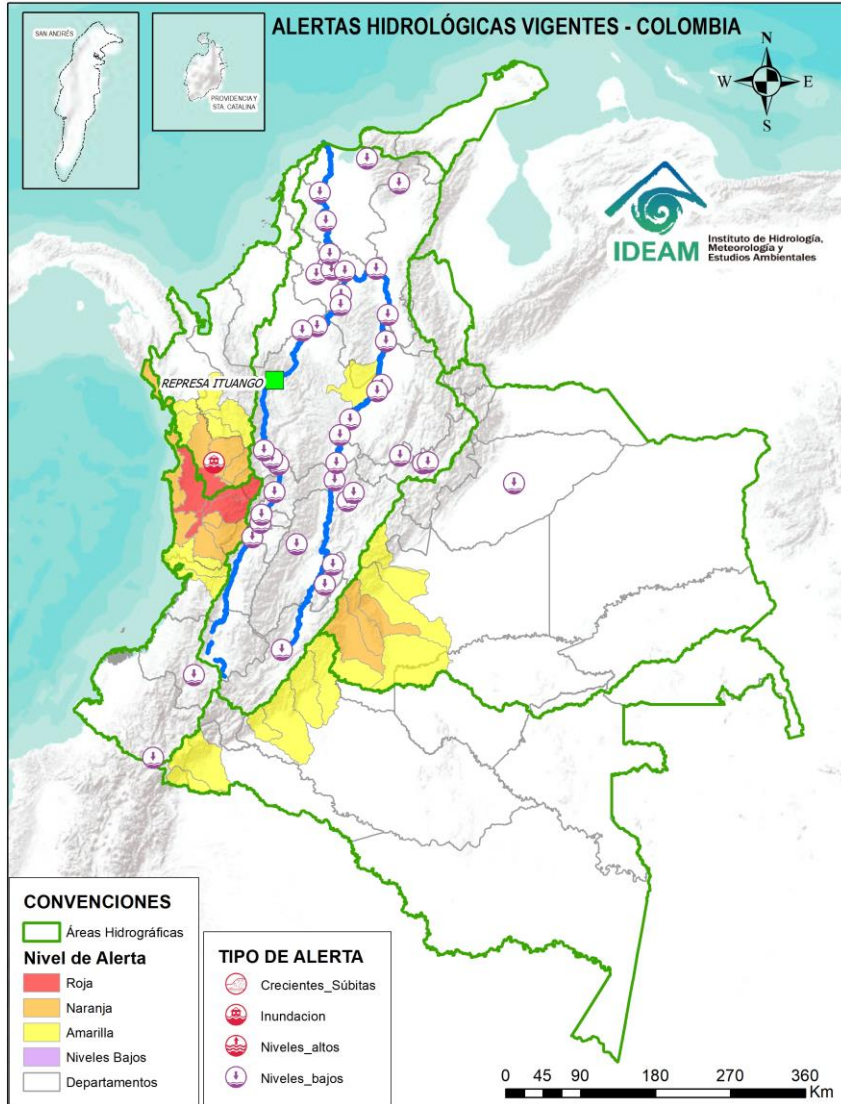 ALERTAS HIDROLÓGICAS VIGENTES - COLOMBIA
SAN ANDRÉS
PROVIDENCIA Y
STA. CATALINA
N
W E
S
IDEAM
Instituto de Hidrología,
Meteorología y
Estudios Ambientales
REPRESA ITUANGO
CONVENCIONES
Áreas Hidrográficas
Nivel de Alerta
Roja
Naranja
Amarilla
Niveles Bajos
Departamentos
TIPO DE ALERTA
Crecientes_Súbitas
Inundacion
Niveles_altos
Niveles_bajos
0 45 90 180 270 360
Km